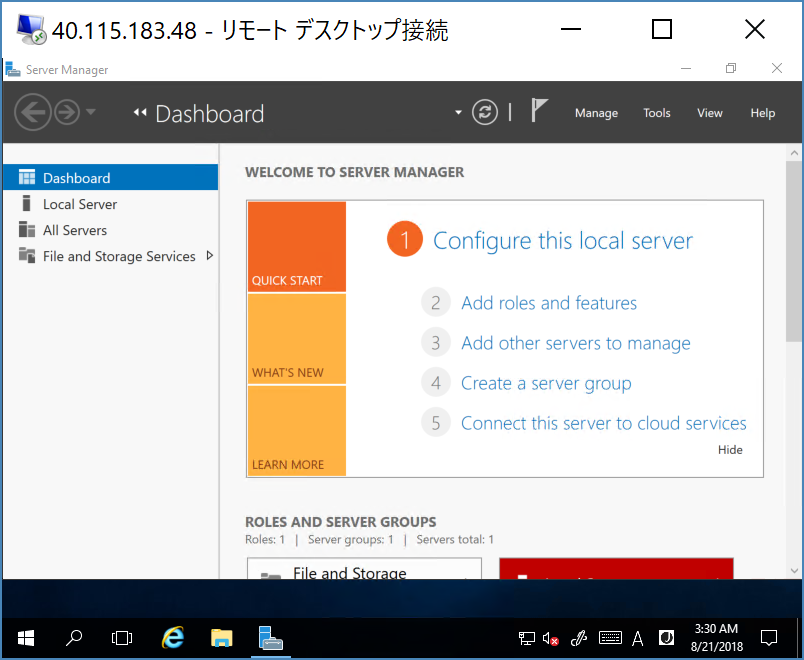 40.115.183.48 - リモート デスクトップ接続
Server Manager
Dashboard
Manage Tools View Help
Dashboard
Local Server
All Servers
File and Storage Services
WELCOME TO SERVER MANAGER
QUICK START
WHAT'S NEW
LEARN MORE
1 Configure this local server
2 Add roles and features
3 Add other servers to manage
4 Create a server group
5 Connect this server to cloud services
Hide
ROLES AND SERVER GROUPS
Roles: 1 | Server groups: 1 | Servers total: 1
File and Storage
A
3:30 AM
8/21/2018